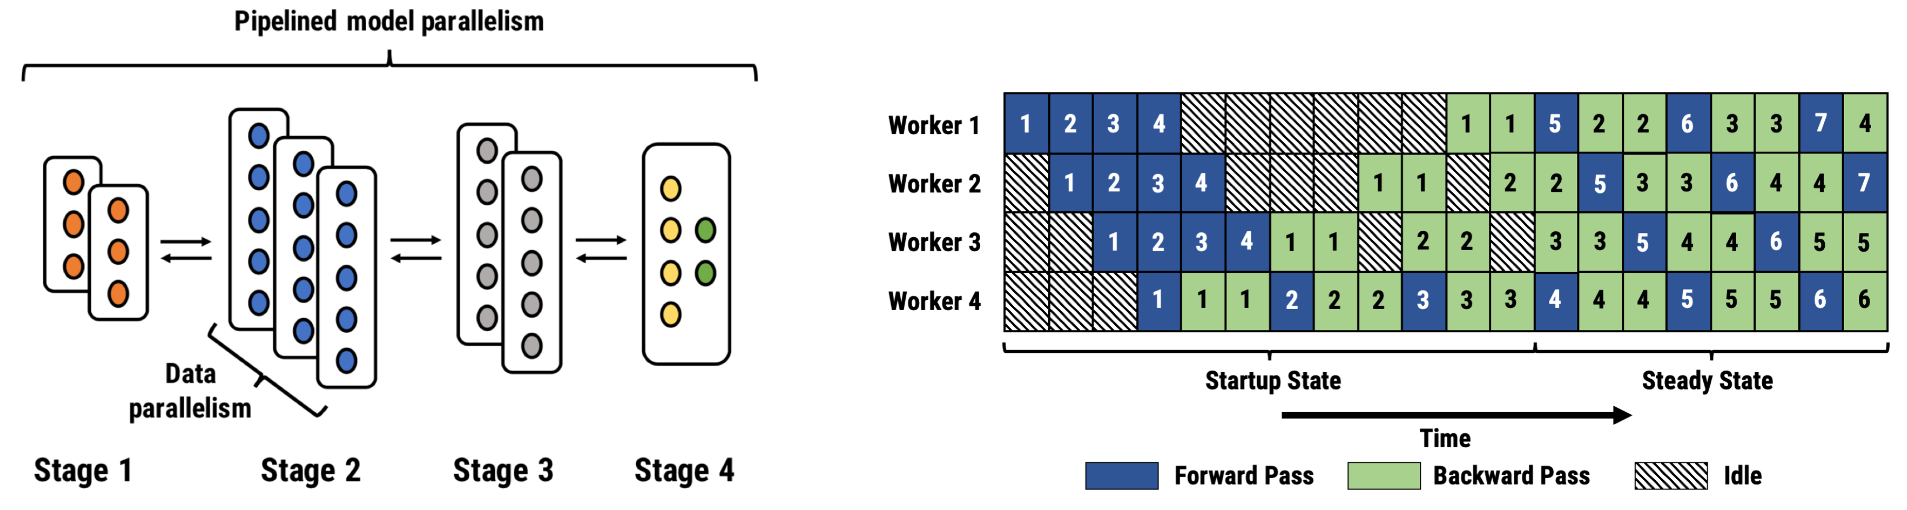 Pipelined model parallelism
Data
parallelism
Stage 1
Stage 2
Stage 3
Stage 4
Worker 1 1 2 3 4 1 1 5 2 2 6 3 3 7 4
Worker 2 1 2 3 4 1 1 2 2 5 3 3 6 4 4 7
Worker 3 1 2 3 4 1 1 2 2 3 3 5 4 4 6 5 5
Worker 4 1 1 1 2 2 2 3 3 3 4 4 4 5 5 5 6 6
Startup State
Steady State
Time
Forward Pass
Backward Pass
Idle